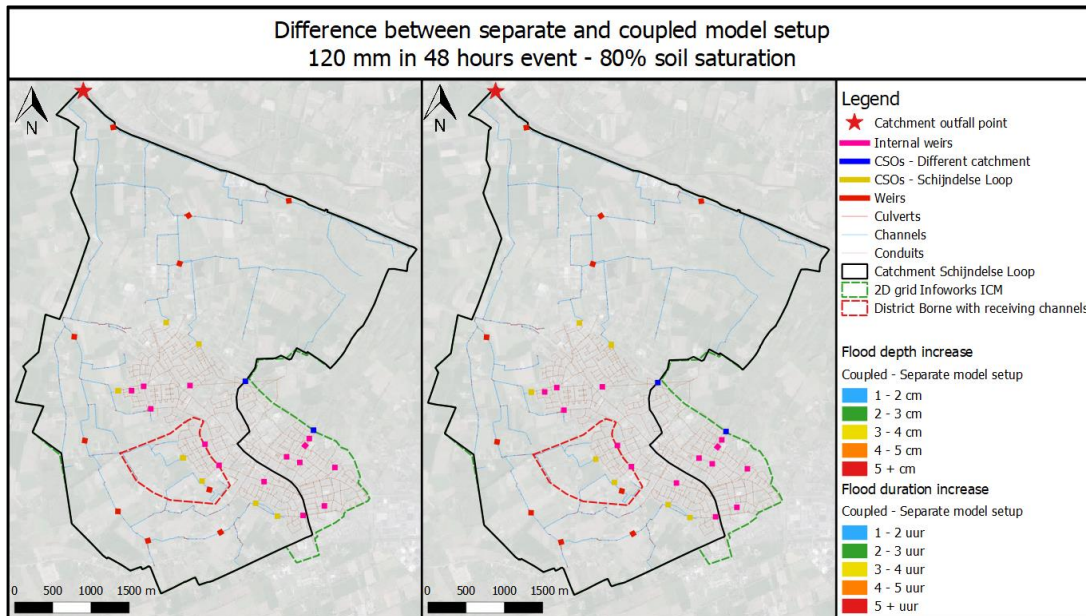 Difference between separate and coupled model setup
120 mm in 48 hours event - 80% soil saturation
N
0 500 1000 1500 m
N
0 500 1000 1500 m
Legend
Catchment outfall point
Internal weirs
CSOs - Different catchment
CSOs - Schijndelse Loop
Weirs
Culverts
Channels
Conduits
Catchment Schijndelse Loop
2D grid Infoworks ICM
District Borne with receiving channels
Flood depth increase
Coupled - Separate model setup
1 - 2 cm
2 - 3 cm
3 - 4 cm
4 - 5 cm
5 + cm
Flood duration increase
Coupled - Separate model setup
1 - 2 uur
2 - 3 uur
3 - 4 uur
4 - 5 uur
5 + uur